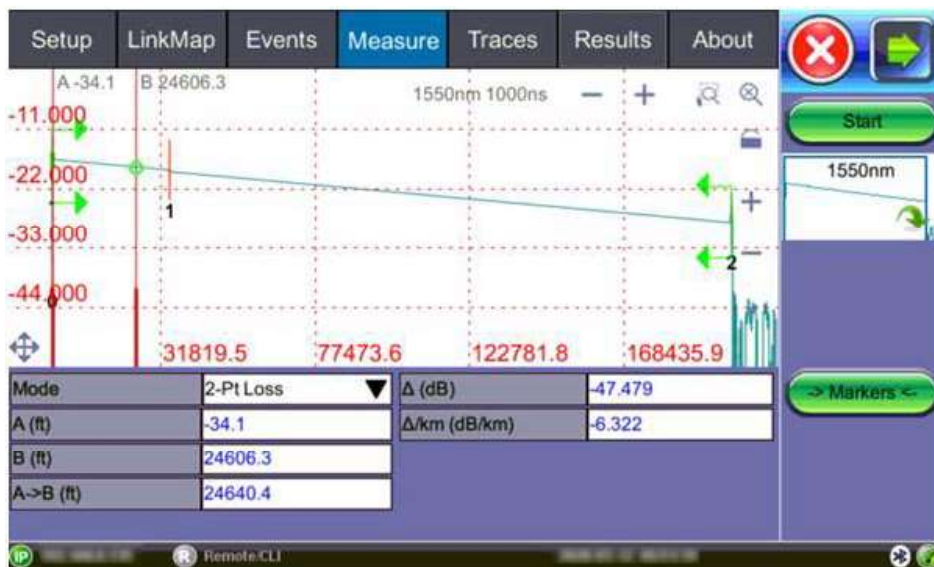 Setup LinkMap Events Measure Traces Results About
A -34.1 B 24606.3 1550nm 1000ns
-11.000
Start
-22.000
1550nm
1
-33.000
2
-44.000
0
31819.5 77473.6 122781.8 168435.9
Mode 2-Pt Loss Δ (dB) -47.479
-> Markers <-
A (ft) -34.1 Δ/km (dB/km) -6.322
B (ft) 24606.3
A->B (ft) 24640.4
IP R Remote/CLI